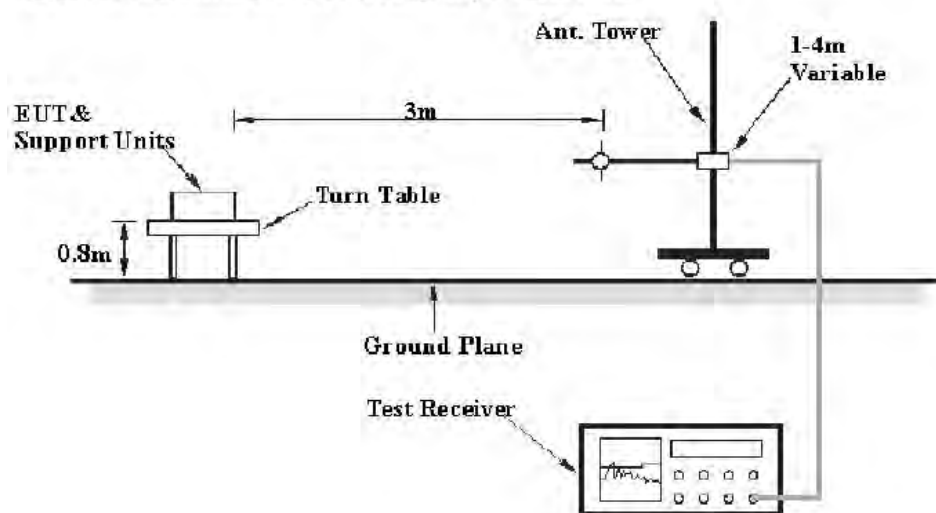 Ant. Tower
1-4m
Variable
EUT&
Support Units
3m
Turn Table
0.8m
Ground Plane
Test Receiver